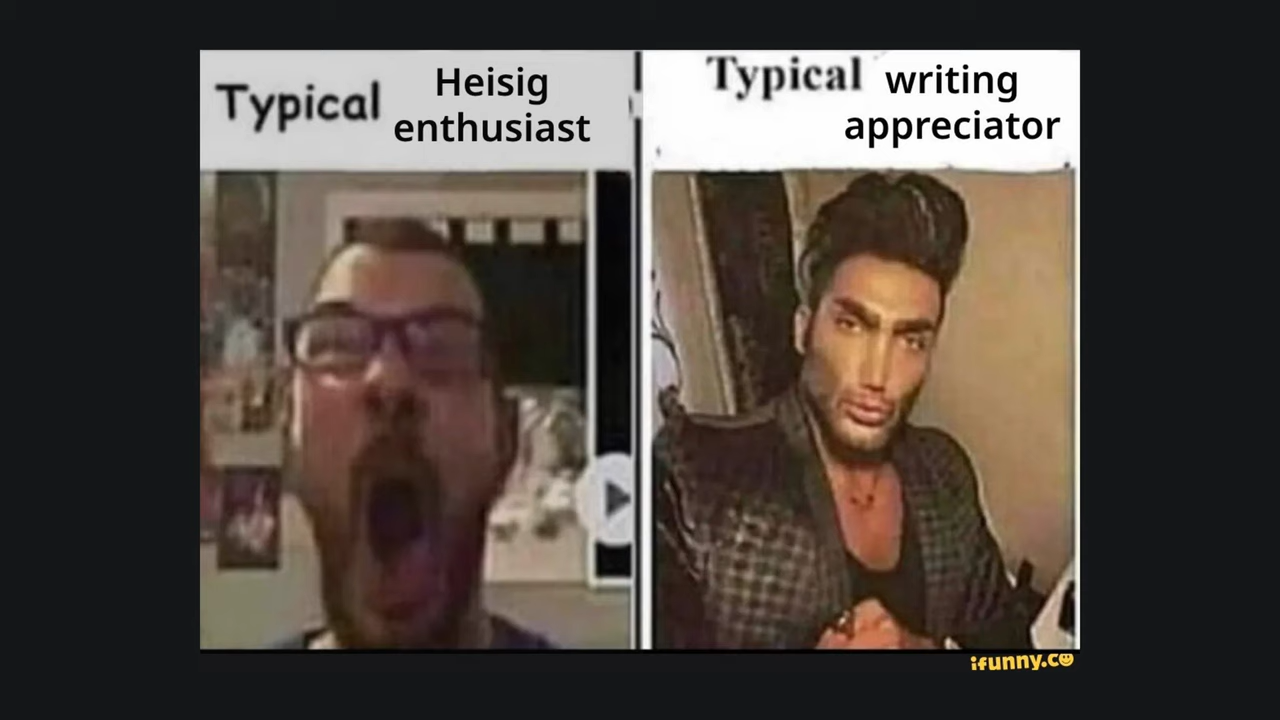 Typical Heisig
enthusiast
Typical writing
appreciator
ifunny.co